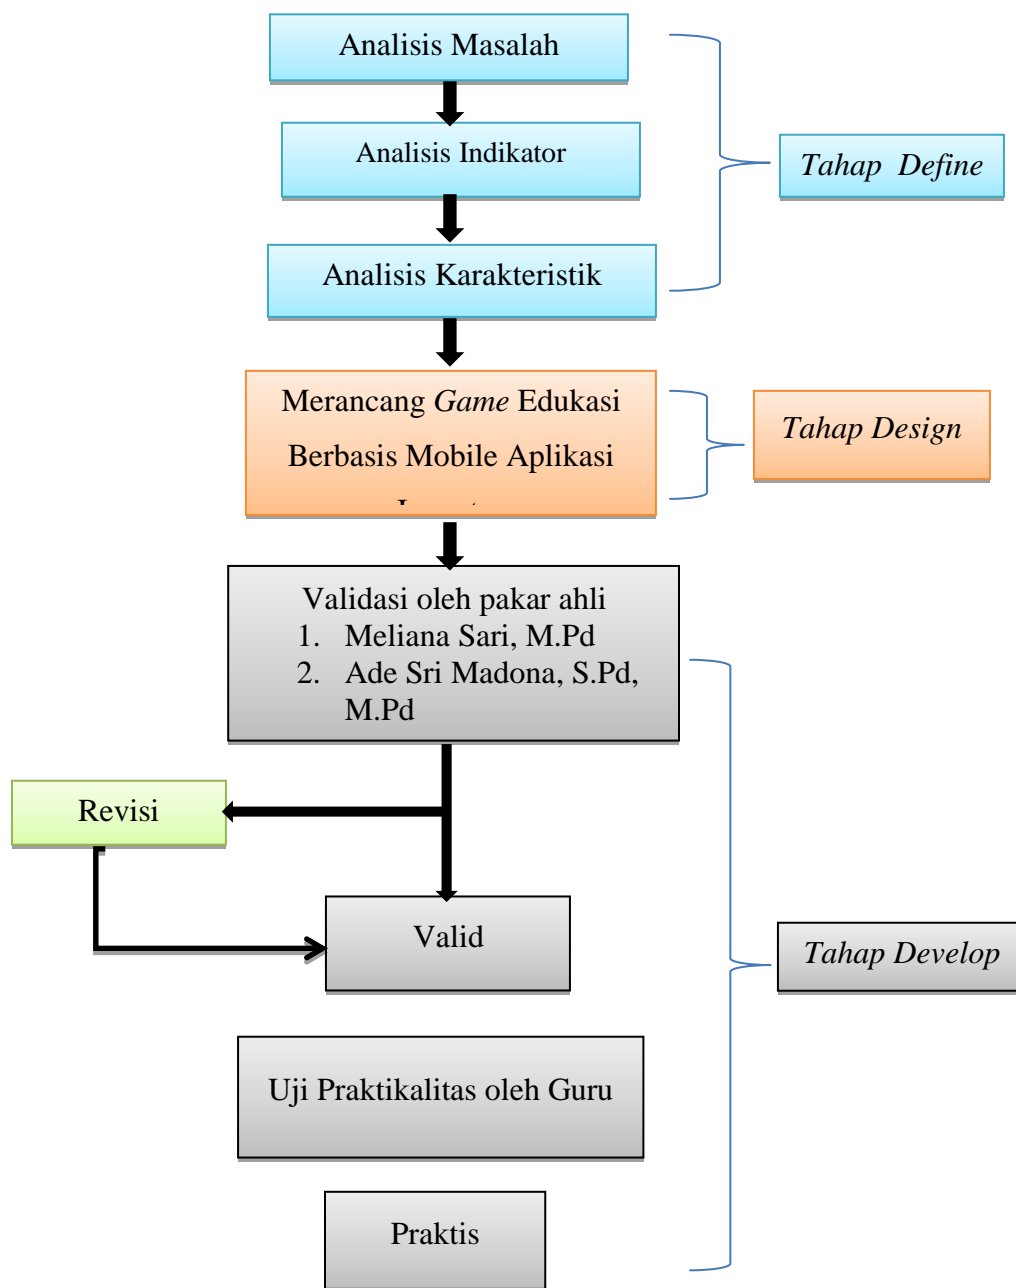 Analisis Masalah
Analisis Indikator
Tahap Define
Analisis Karakteristik
Merancang Game Edukasi
Berbasis Mobile Aplikasi
Tahap Design
Validasi oleh pakar ahli
1. Meliana Sari, M.Pd
2. Ade Sri Madona, S.Pd,
M.Pd
Revisi
Valid
Tahap Develop
Uji Praktikalitas oleh Guru
Praktis